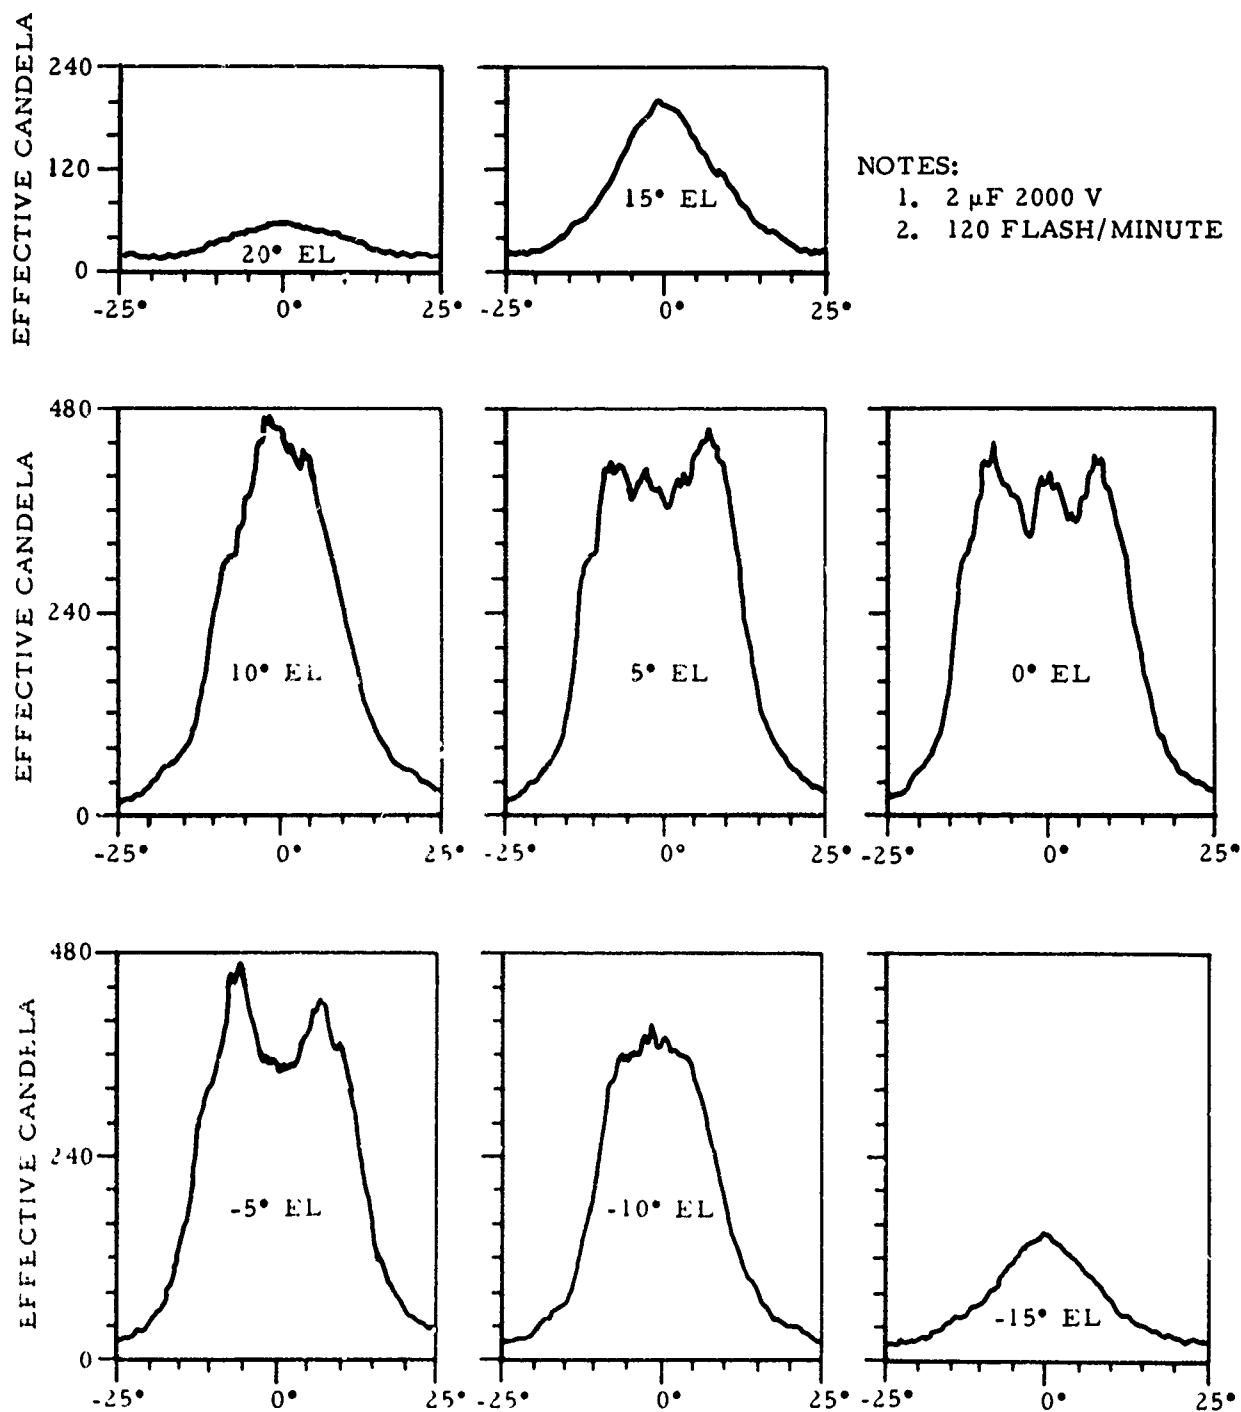 EFFECTIVE CANDELA
240
120
0
20° EL
-25° 0° 25°
15° EL
-25° 0° 25°
NOTES:
1. 2 µF 2000 V
2. 120 FLASH/MINUTE
EFFECTIVE CANDELA
480
240
0
10° EL
-25° 0° 25°
5° EL
-25° 0° 25°
0° EL
-25° 0° 25°
EFFECTIVE CANDELA
480
240
0
-5° EL
-25° 0° 25°
-10° EL
-25° 0° 25°
-15° EL
-25° 0° 25°